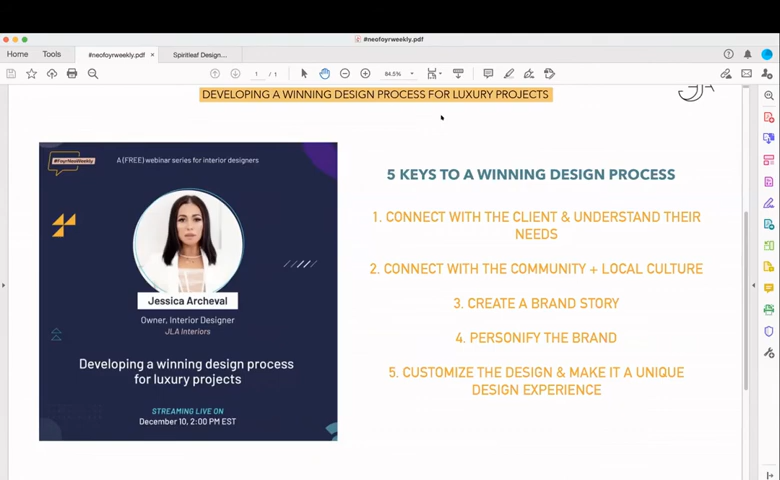 #neofoyrweekly.pdf
Home
Tools
#neofoyrweekly.pdf ×
Spiritleaf Design...
1 / 1
84.5%
DEVELOPING A WINNING DESIGN PROCESS FOR LUXURY PROJECTS
#FoyrNeoWeekly
A (FREE) webinar series for interior designers
Jessica Archeval
Owner, Interior Designer
JLA Interiors
Developing a winning design process
for luxury projects
STREAMING LIVE ON
December 10, 2:00 PM EST
5 KEYS TO A WINNING DESIGN PROCESS
1. CONNECT WITH THE CLIENT & UNDERSTAND THEIR
NEEDS
2. CONNECT WITH THE COMMUNITY + LOCAL CULTURE
3. CREATE A BRAND STORY
4. PERSONIFY THE BRAND
5. CUSTOMIZE THE DESIGN & MAKE IT A UNIQUE
DESIGN EXPERIENCE